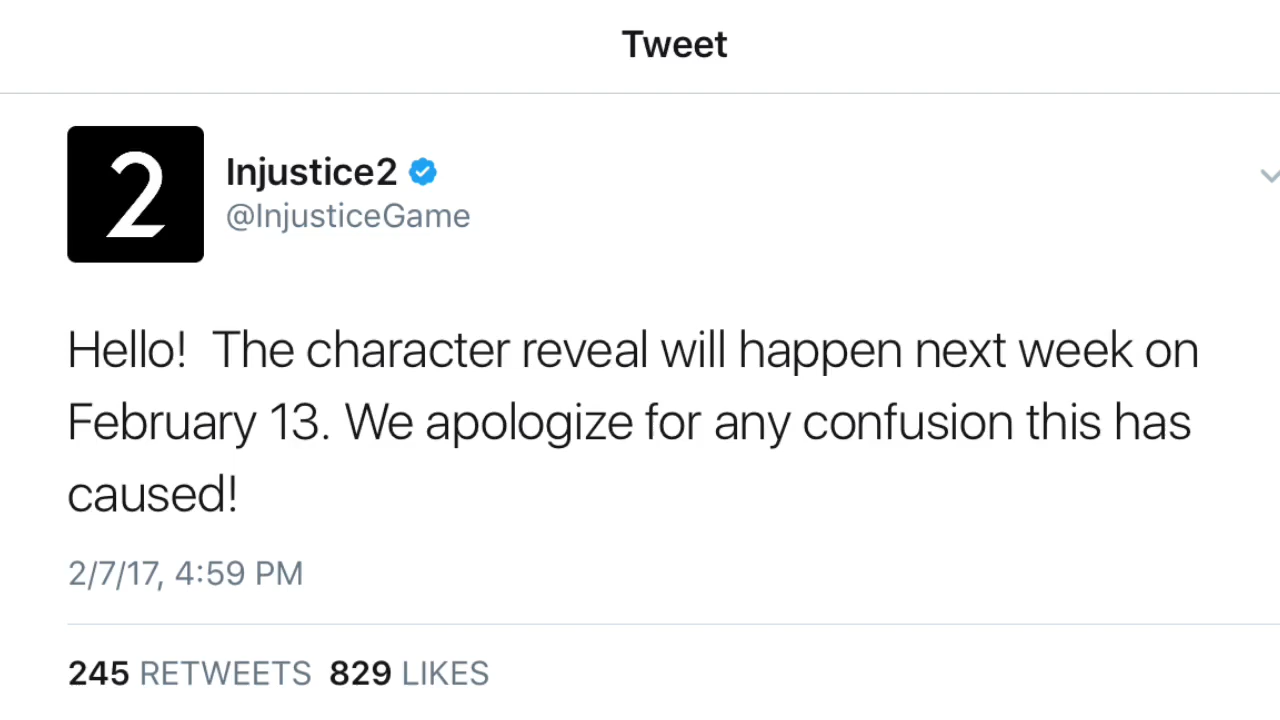 Tweet
2
Injustice2
@InjusticeGame
Hello!  The character reveal will happen next week on
February 13. We apologize for any confusion this has
caused!
2/7/17, 4:59 PM
245 RETWEETS  829 LIKES